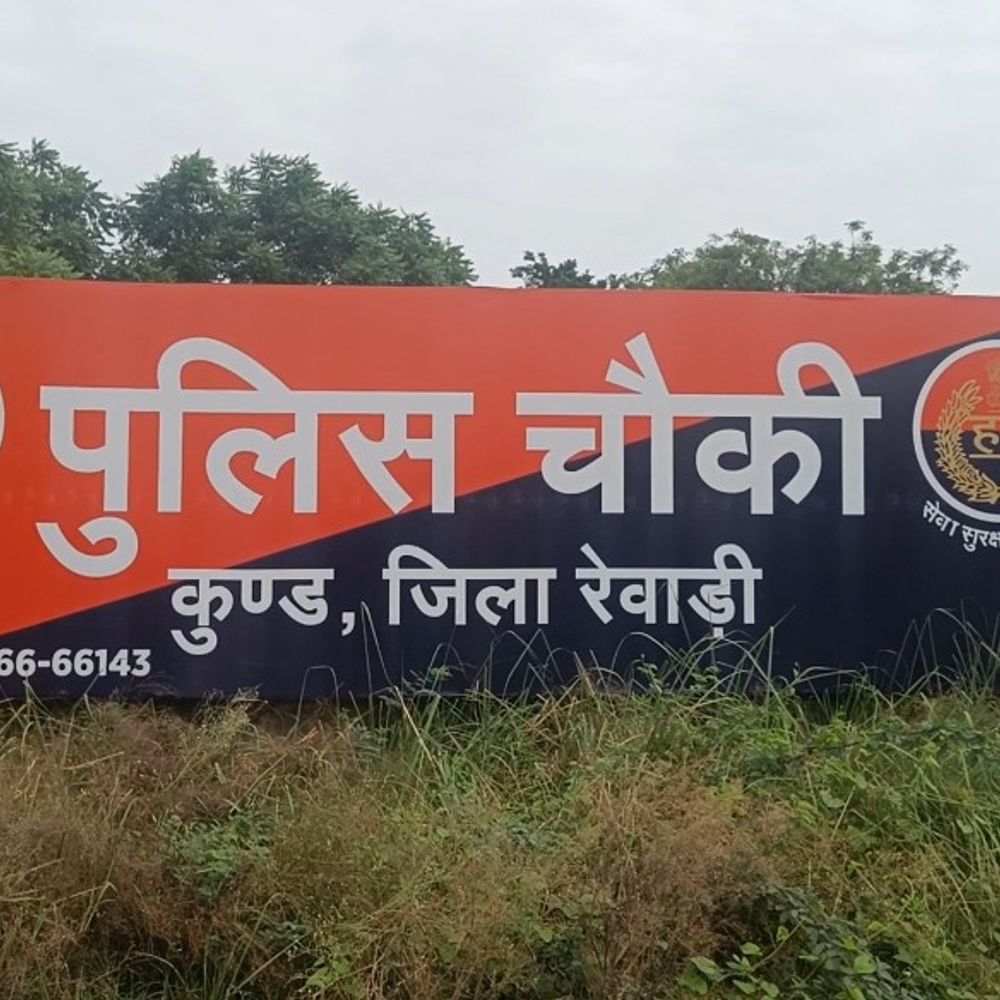 पुलिस चौकी
कुण्ड, जिला रेवाड़ी
66-66143
सेवा